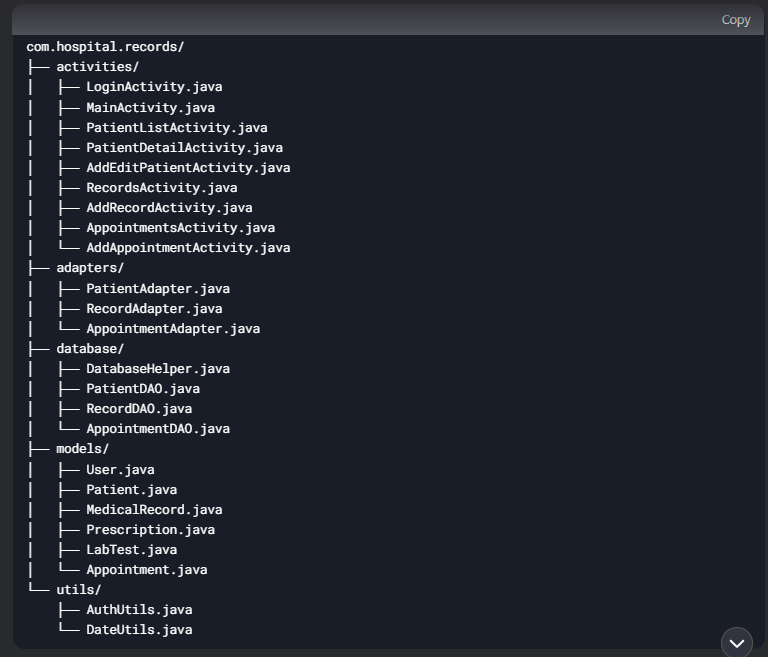 Copy
com.hospital.records/
├── activities/
│   ├── LoginActivity.java
│   ├── MainActivity.java
│   ├── PatientListActivity.java
│   ├── PatientDetailActivity.java
│   ├── AddEditPatientActivity.java
│   ├── RecordsActivity.java
│   ├── AddRecordActivity.java
│   ├── AppointmentsActivity.java
│   └── AddAppointmentActivity.java
├── adapters/
│   ├── PatientAdapter.java
│   ├── RecordAdapter.java
│   └── AppointmentAdapter.java
├── database/
│   ├── DatabaseHelper.java
│   ├── PatientDAO.java
│   ├── RecordDAO.java
│   └── AppointmentDAO.java
├── models/
│   ├── User.java
│   ├── Patient.java
│   ├── MedicalRecord.java
│   ├── Prescription.java
│   ├── LabTest.java
│   └── Appointment.java
└── utils/
    ├── AuthUtils.java
    └── DateUtils.java